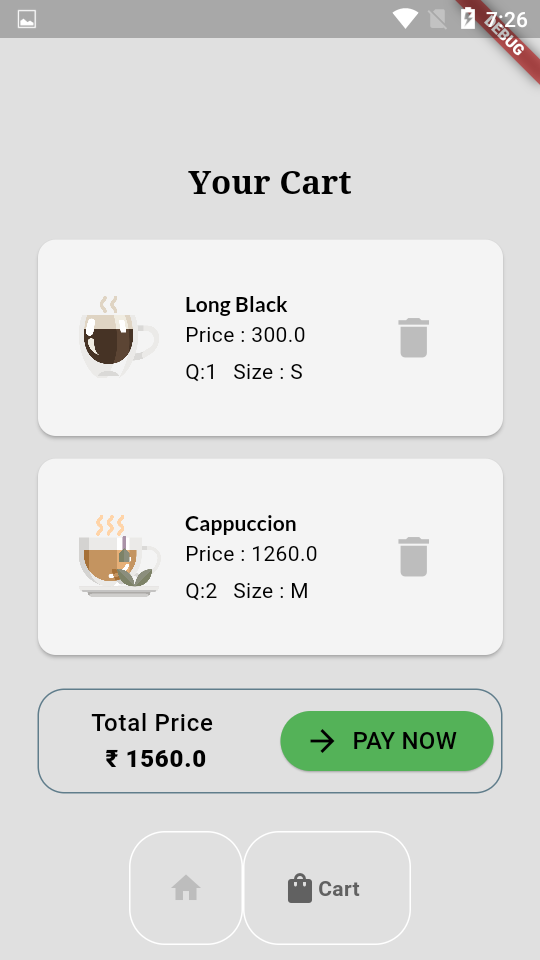 7:26
DEBUG
Your Cart
Long Black
Price : 300.0
Q:1 Size : S
Cappuccion
Price : 1260.0
Q:2 Size : M
Total Price
₹ 1560.0
PAY NOW
Cart